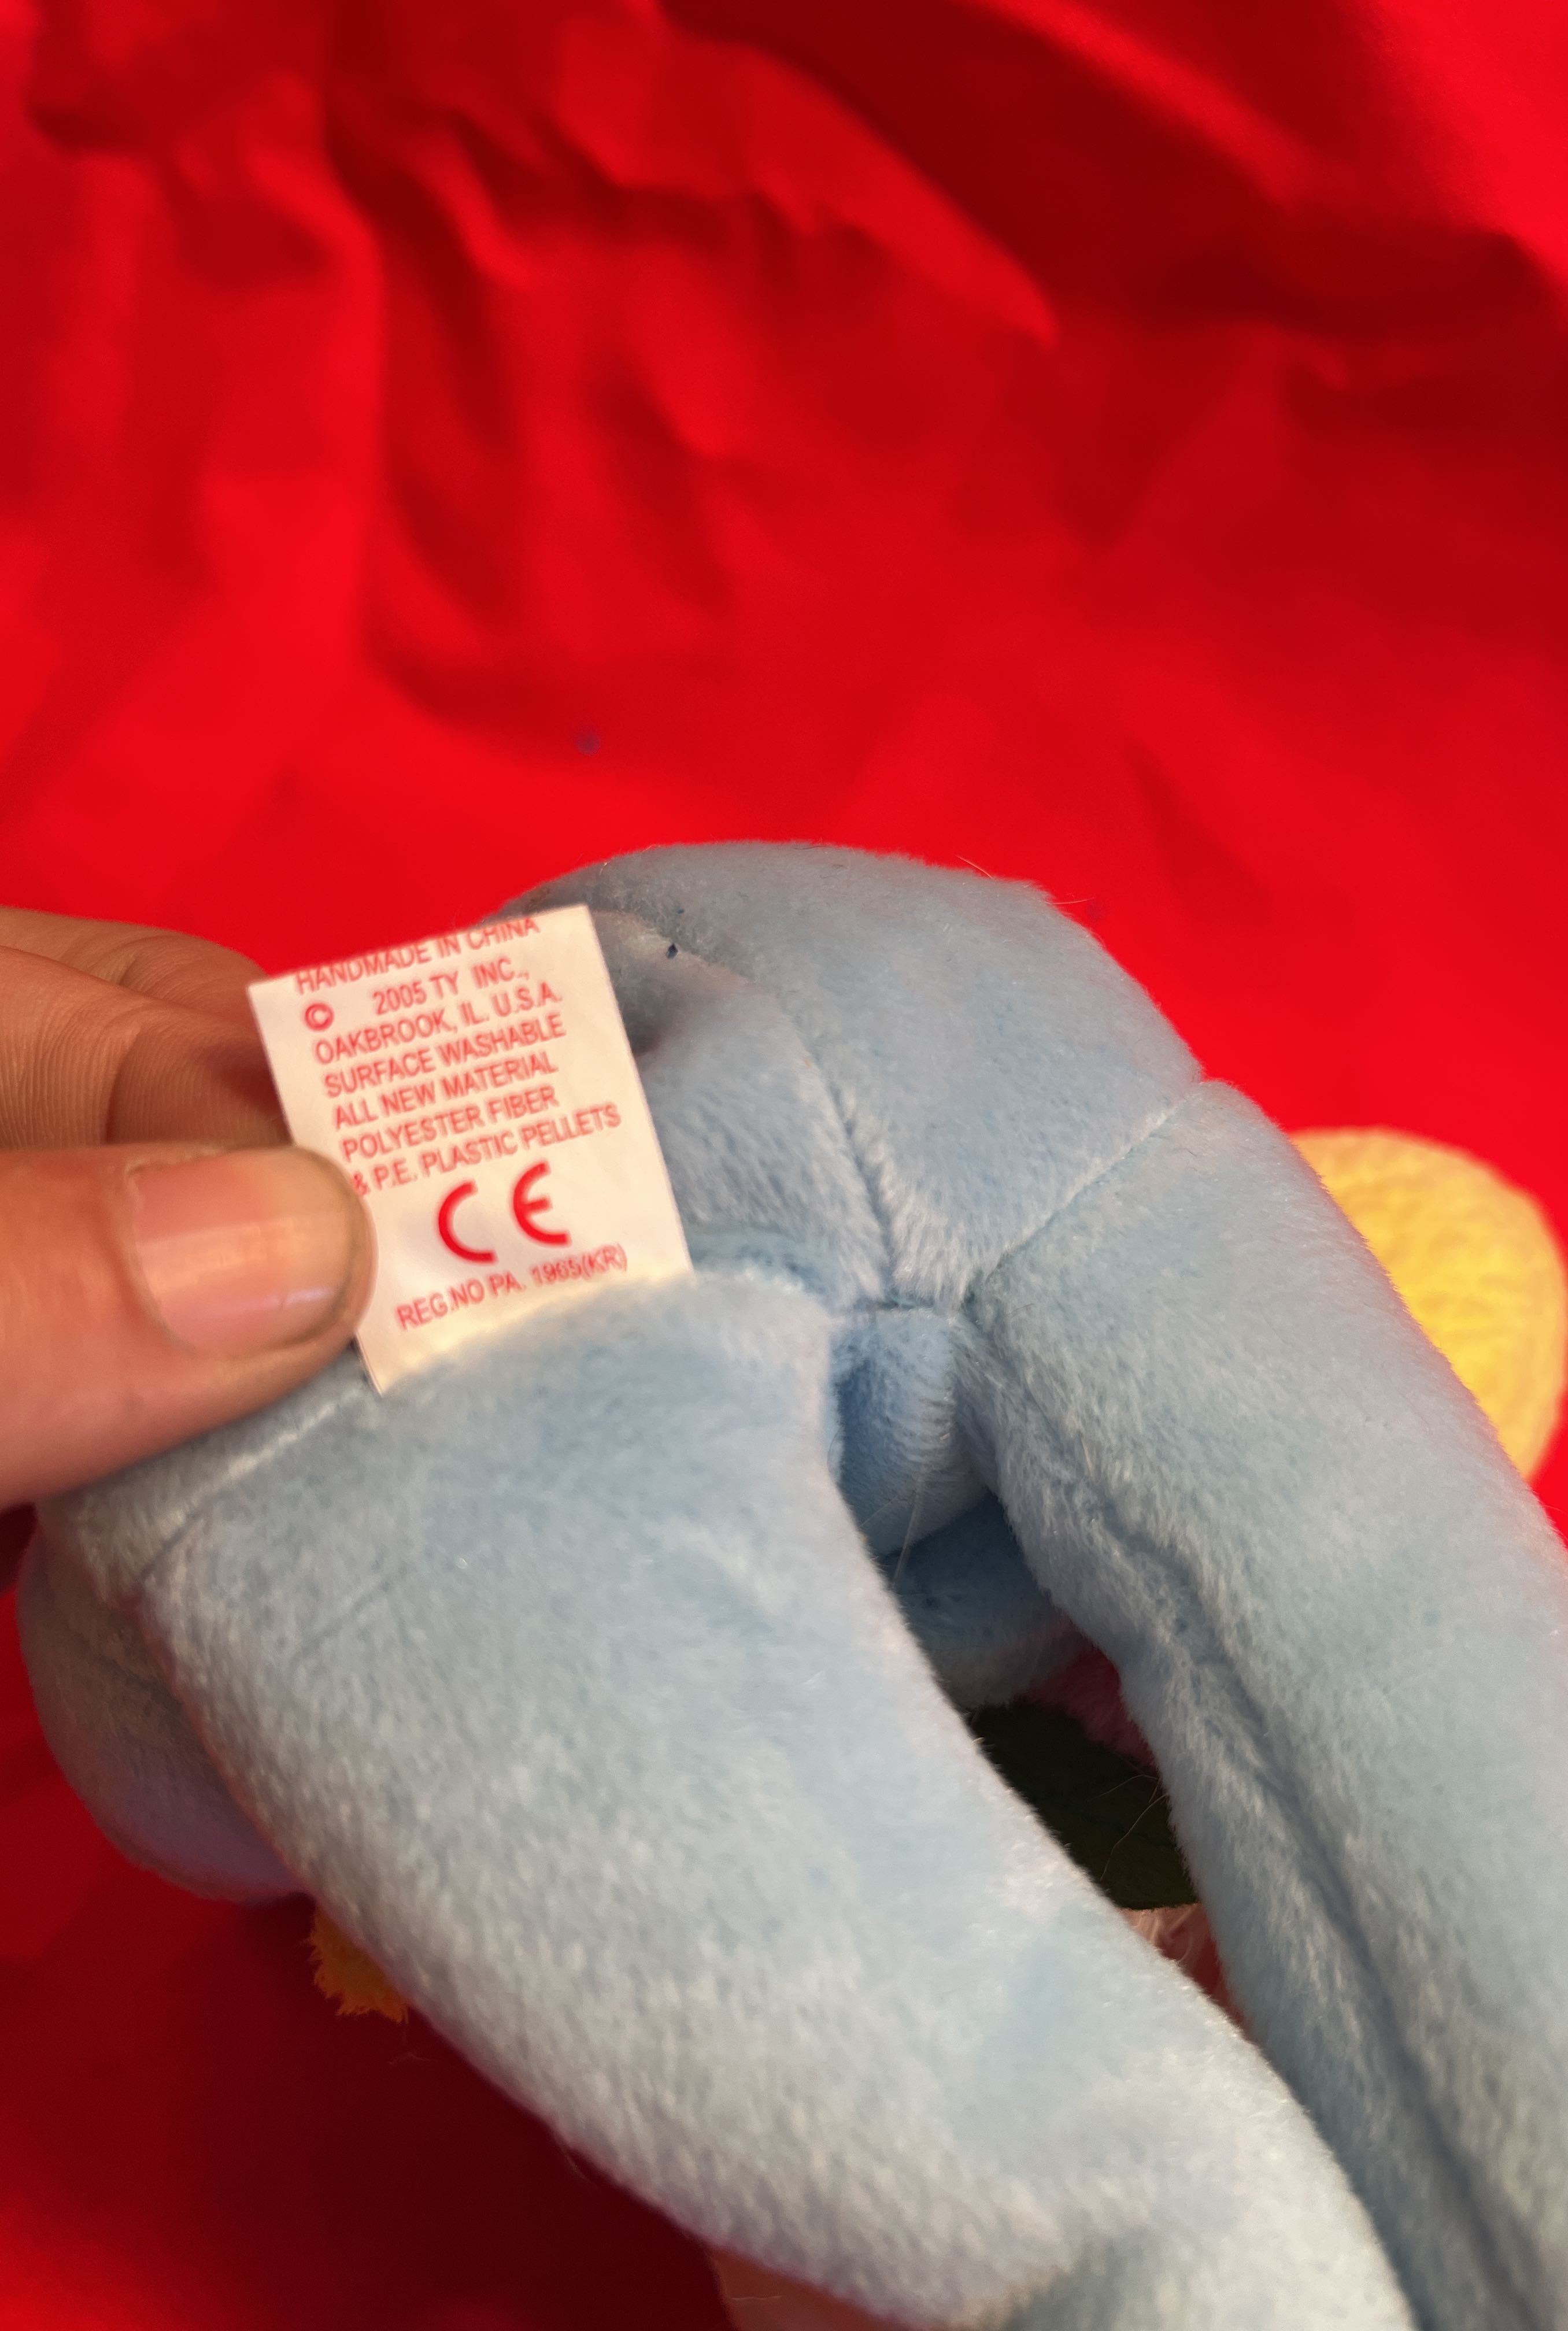 HANDMADE IN CHINA
© 2005 TY INC.,
OAKBROOK, IL. U.S.A.
SURFACE WASHABLE
ALL NEW MATERIAL
POLYESTER FIBER
& P.E. PLASTIC PELLETS
CE
REG.NO PA. 1965(KR)